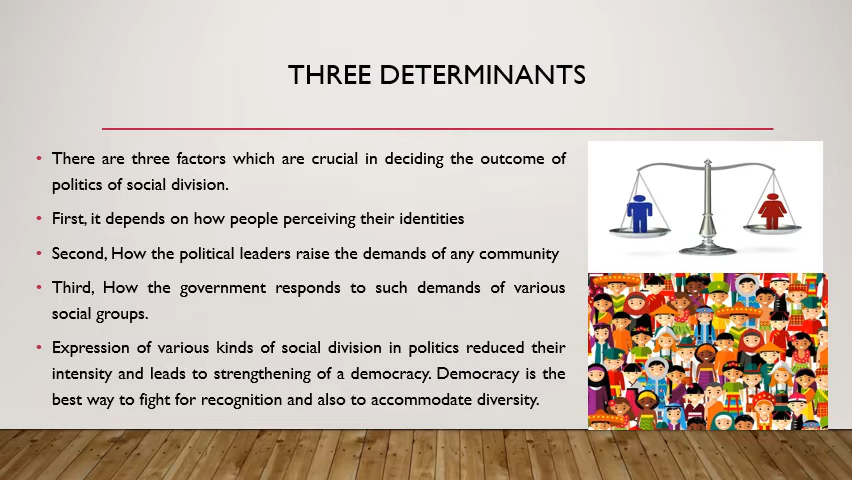 THREE DETERMINANTS
• There are three factors which are crucial in deciding the outcome of
politics of social division.
• First, it depends on how people perceiving their identities
• Second, How the political leaders raise the demands of any community
• Third, How the government responds to such demands of various
social groups.
• Expression of various kinds of social division in politics reduced their
intensity and leads to strengthening of a democracy. Democracy is the
best way to fight for recognition and also to accommodate diversity.